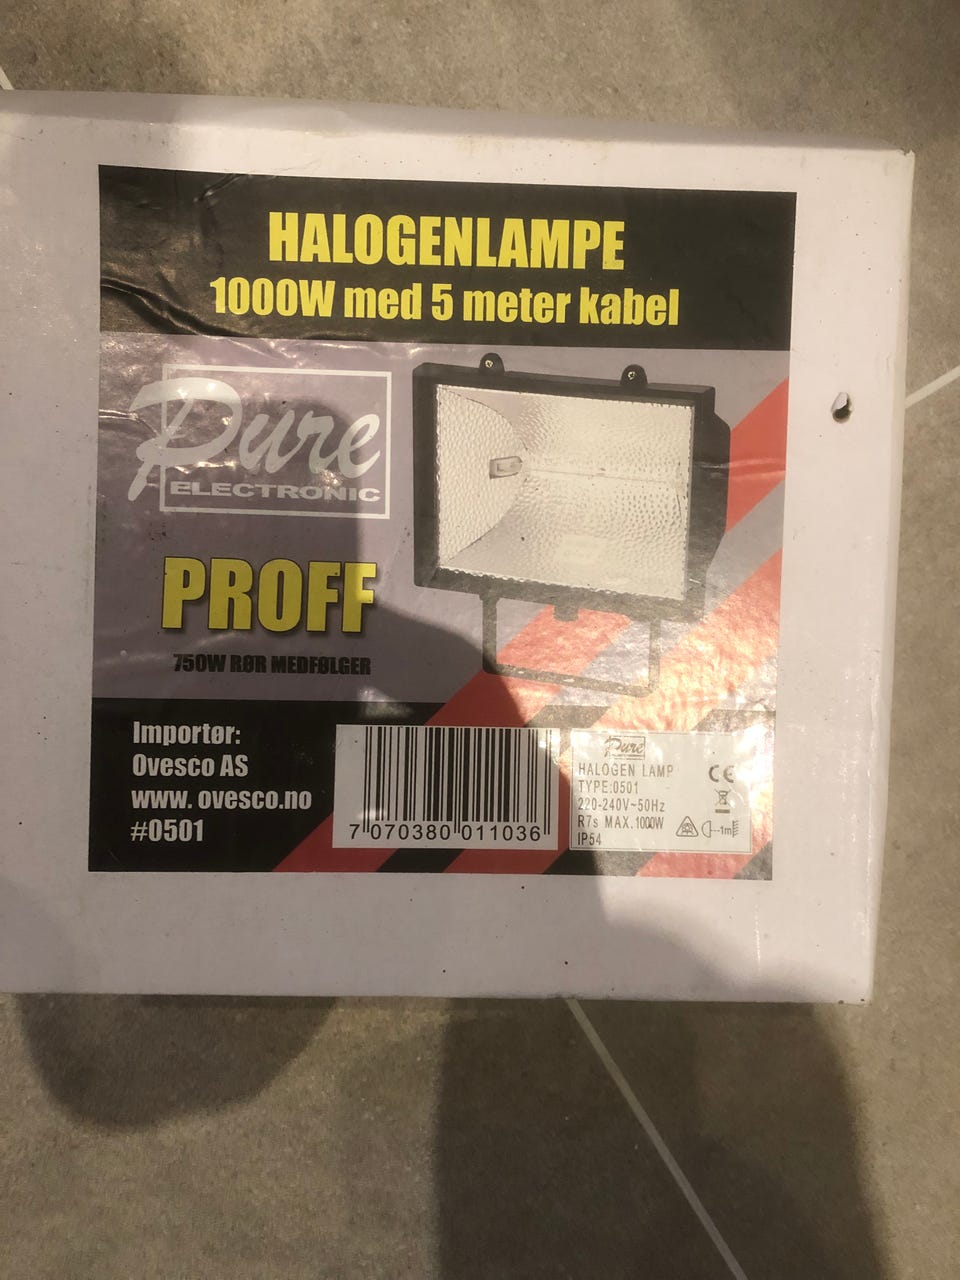 HALOGENLAMPE
1000W med 5 meter kabel
Pure
ELECTRONIC
PROFF
750W RØR MEDFØLGER
Importør:
Ovesco AS
www. ovesco.no
#0501
7 070380 011036
Pure
HALOGEN LAMP
TYPE:0501
220-240V~50Hz
R7s MAX.1000W
IP54
CE
1m